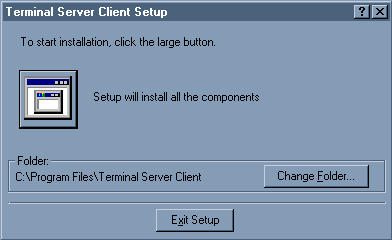 Terminal Server Client Setup
To start installation, click the large button.
Setup will install all the components
Folder:
C:\Program Files\Terminal Server Client
Change Folder...
Exit Setup